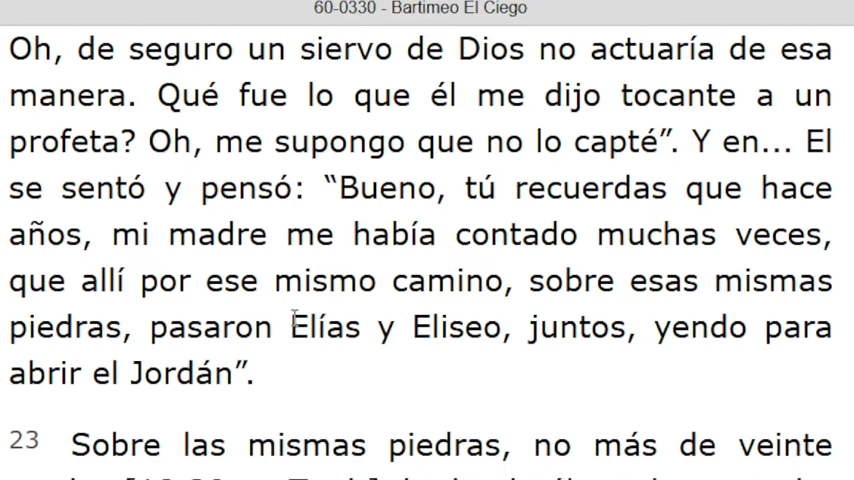 60-0330 - Bartimeo El Ciego
Oh, de seguro un siervo de Dios no actuaría de esa
manera. Qué fue lo que él me dijo tocante a un
profeta? Oh, me supongo que no lo capté”. Y en... El
se sentó y pensó: “Bueno, tú recuerdas que hace
años, mi madre me había contado muchas veces,
que allí por ese mismo camino, sobre esas mismas
piedras, pasaron Elías y Eliseo, juntos, yendo para
abrir el Jordán”.
23 Sobre las mismas piedras, no más de veinte